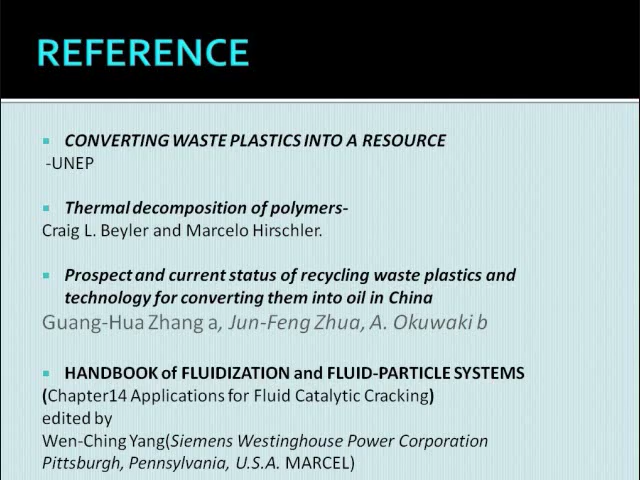 REFERENCE
CONVERTING WASTE PLASTICS INTO A RESOURCE
-UNEP
Thermal decomposition of polymers-
Craig L. Beyler and Marcelo Hirschler.
Prospect and current status of recycling waste plastics and
technology for converting them into oil in China
Guang-Hua Zhang a, Jun-Feng Zhua, A. Okuwaki b
HANDBOOK of FLUIDIZATION and FLUID-PARTICLE SYSTEMS
(Chapter14 Applications for Fluid Catalytic Cracking)
edited by
Wen-Ching Yang(Siemens Westinghouse Power Corporation
Pittsburgh, Pennsylvania, U.S.A. MARCEL)